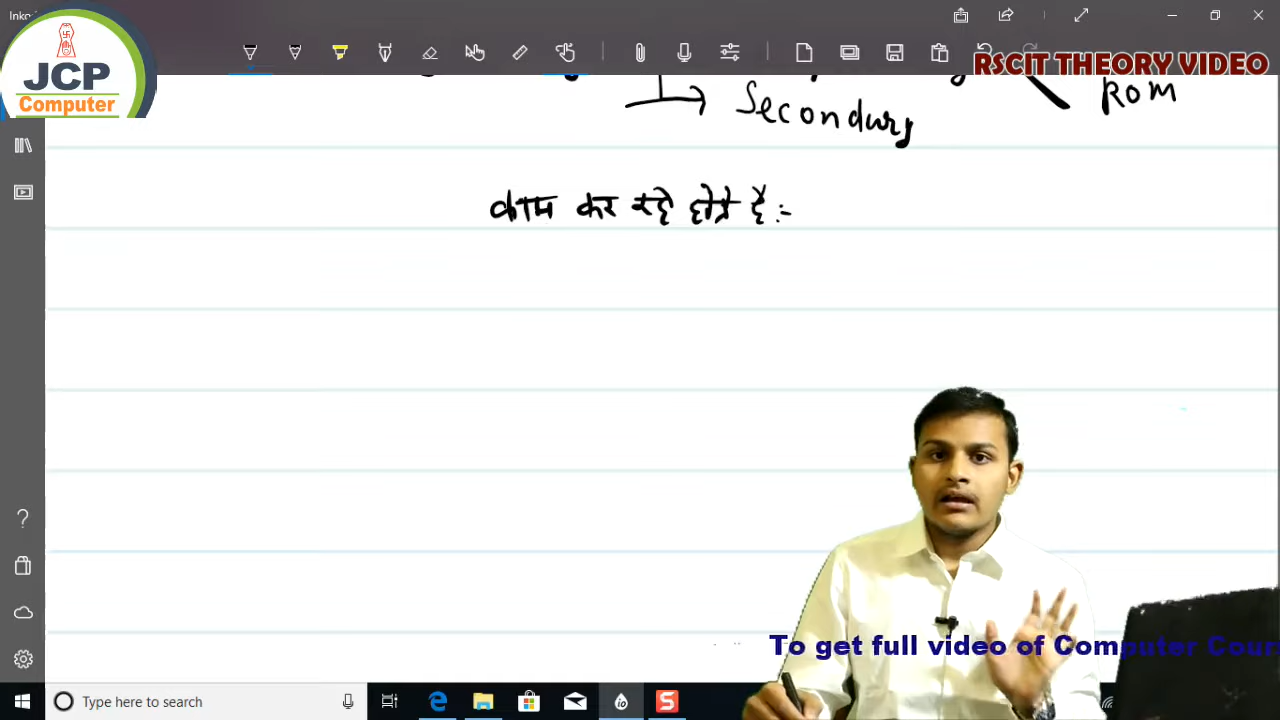 Inko
JCP
Computer
RSCIT THEORY VIDEO
Rom
Secondary
काम कर रहे होते हैं :-
To get full video of Computer Cour
Type here to search